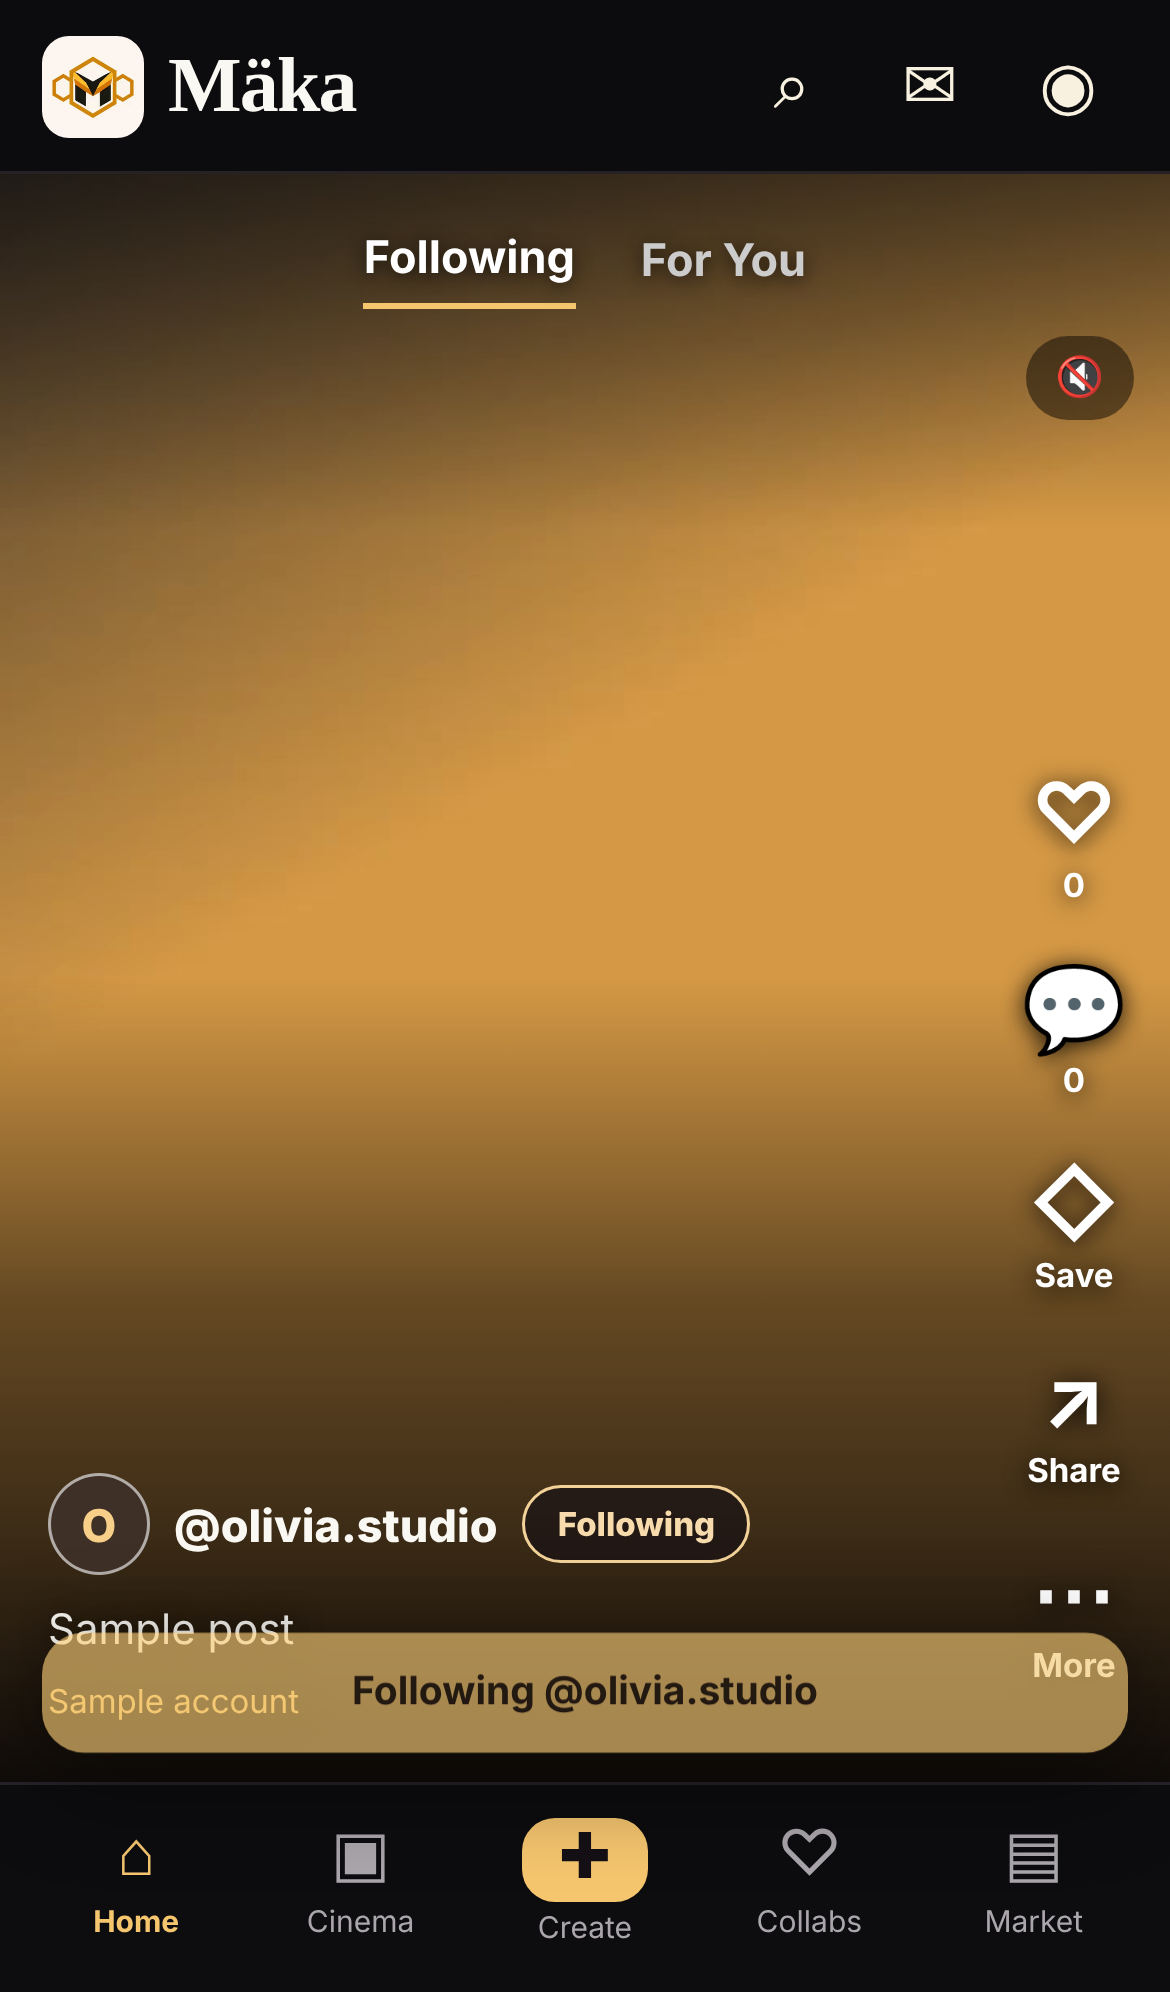 Mäka
Following For You
0
0
Save
Share
@olivia.studio Following
Sample post
More
Sample account
Following @olivia.studio
Home Cinema Create Collabs Market
O